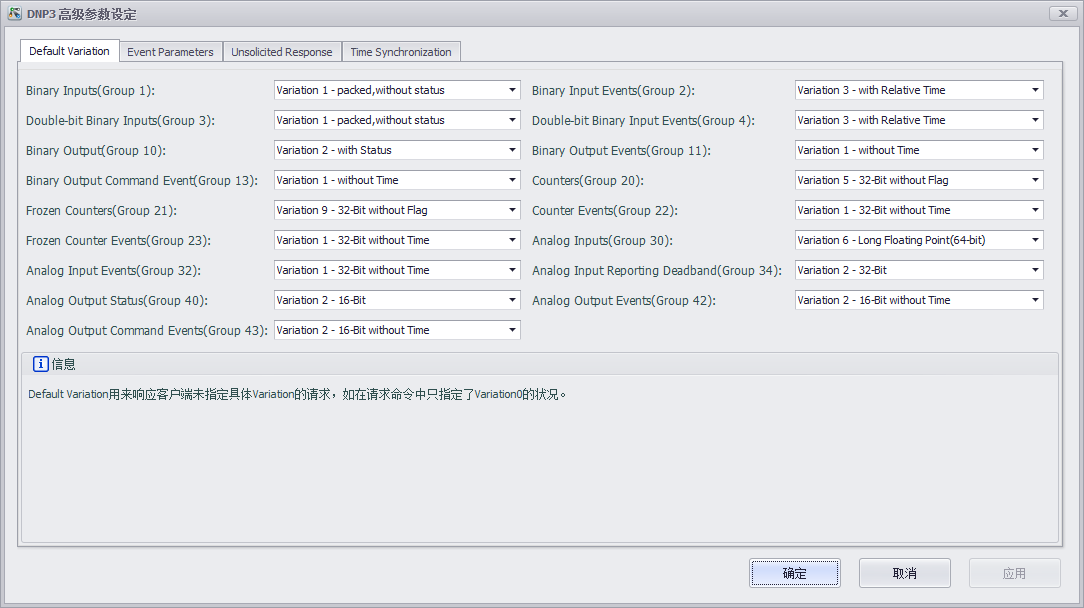 DNP3 高级参数设定
Default Variation Event Parameters Unsolicited Response Time Synchronization
Binary Inputs(Group 1): Variation 1 - packed,without status Binary Input Events(Group 2): Variation 3 - with Relative Time
Double-bit Binary Inputs(Group 3): Variation 1 - packed,without status Double-bit Binary Input Events(Group 4): Variation 3 - with Relative Time
Binary Output(Group 10): Variation 2 - with Status Binary Output Events(Group 11): Variation 1 - without Time
Binary Output Command Event(Group 13): Variation 1 - without Time Counters(Group 20): Variation 5 - 32-Bit without Flag
Frozen Counters(Group 21): Variation 9 - 32-Bit without Flag Counter Events(Group 22): Variation 1 - 32-Bit without Time
Frozen Counter Events(Group 23): Variation 1 - 32-Bit without Time Analog Inputs(Group 30): Variation 6 - Long Floating Point(64-bit)
Analog Input Events(Group 32): Variation 1 - 32-Bit without Time Analog Input Reporting Deadband(Group 34): Variation 2 - 32-Bit
Analog Output Status(Group 40): Variation 2 - 16-Bit Analog Output Events(Group 42): Variation 2 - 16-Bit without Time
Analog Output Command Events(Group 43): Variation 2 - 16-Bit without Time
信息
Default Variation用来响应客户端未指定具体Variation的请求，如在请求命令中只指定了Variation0的状况。
确定 取消 应用